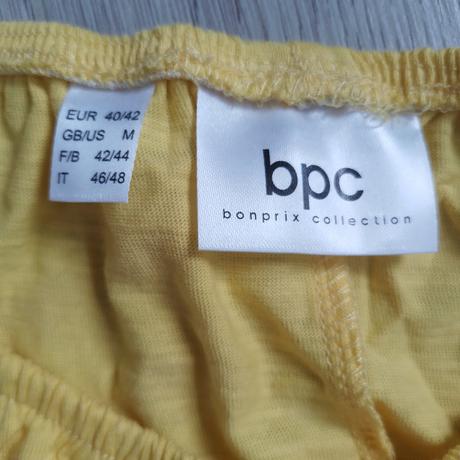 EUR 40/42
GB/US M
F/B 42/44
IT 46/48
bpc
bonprix collection